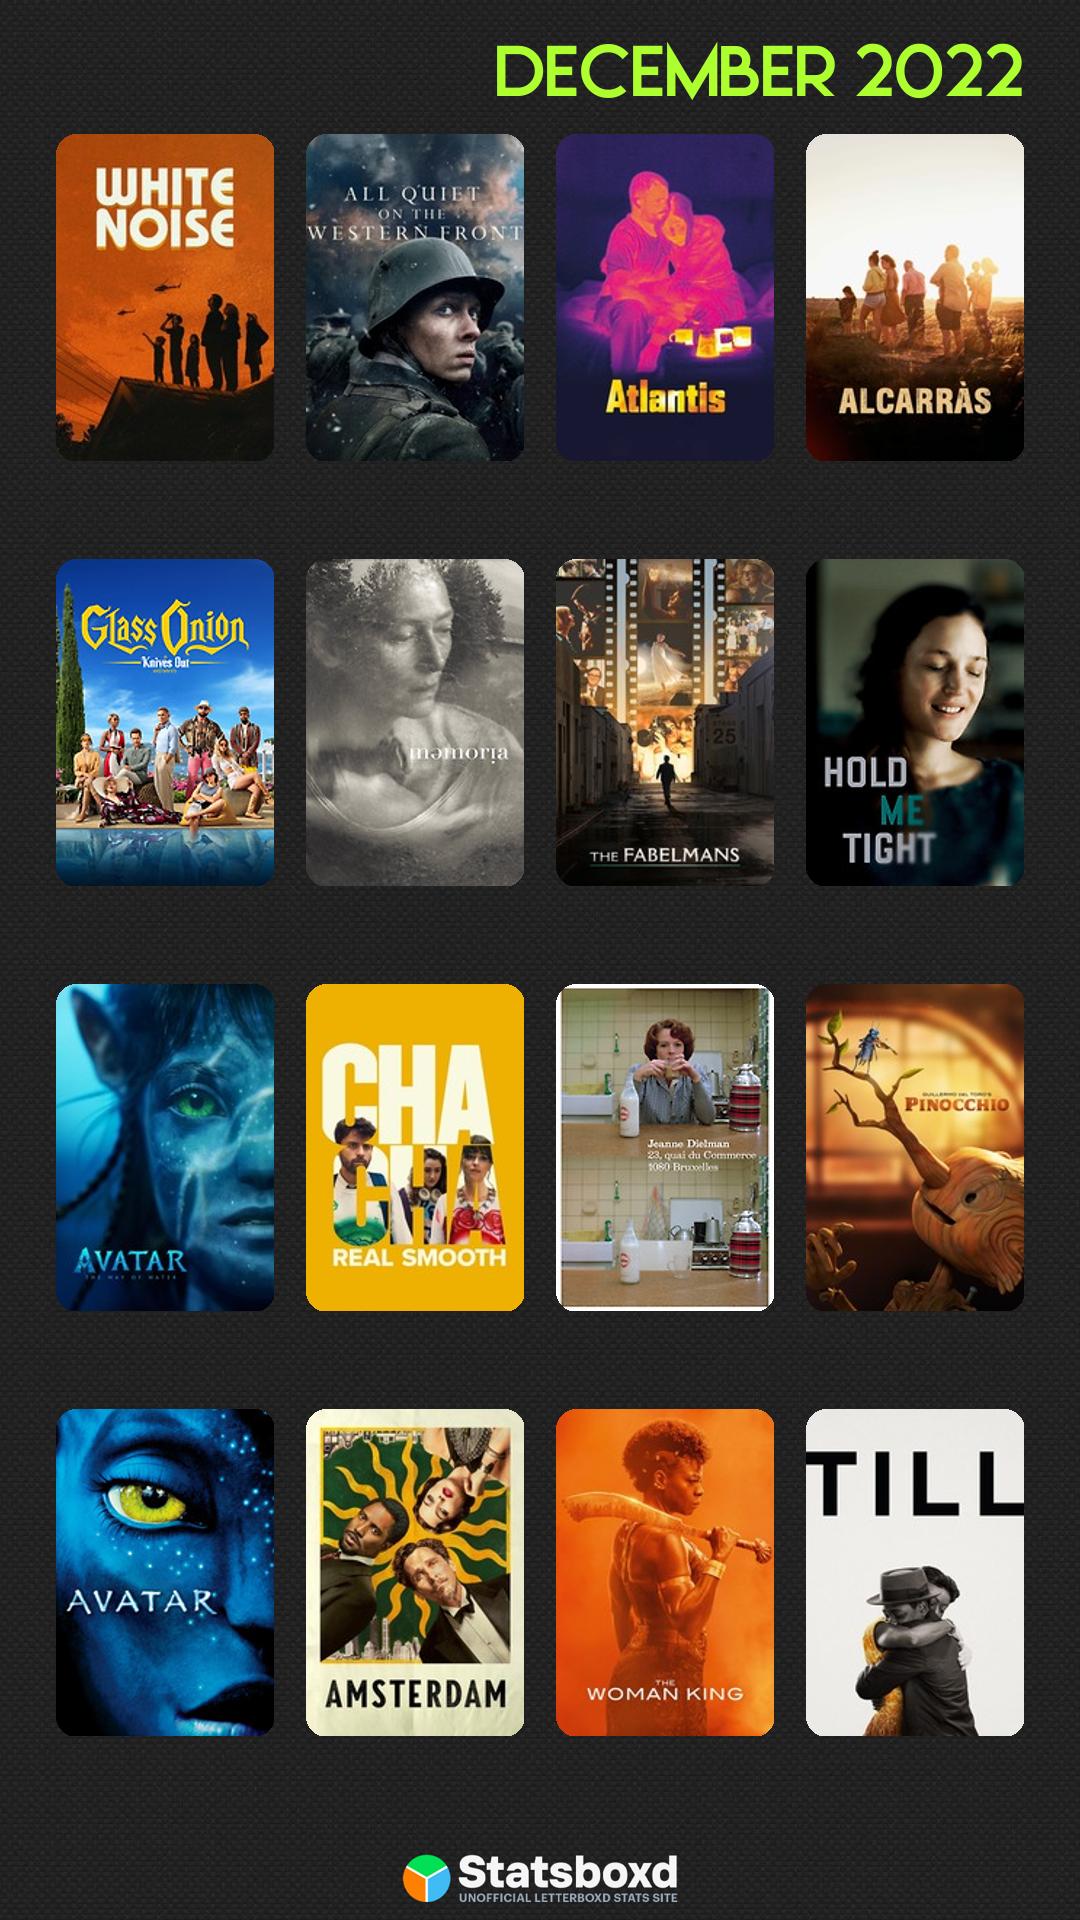 DECEMBER 2022
WHITE
NOISE
ALL QUIET
ON THE
WESTERN FRONT
Atlantis
ALCARRÀS
Glass Onion
Knives Out
məmoria
STAGE
25
THE FABELMANS
HOLD
ME
TIGHT
AVATAR
THE WAY OF WATER
CHA
CHA
REAL SMOOTH
Jeanne Dielman
23, quai du Commerce
1080 Bruxelles
GUILLERMO DEL TORO'S
PINOCCHIO
AVATAR
AMSTERDAM
THE
WOMAN KING
TILL
Statsboxd
UNOFFICIAL LETTERBOXD STATS SITE